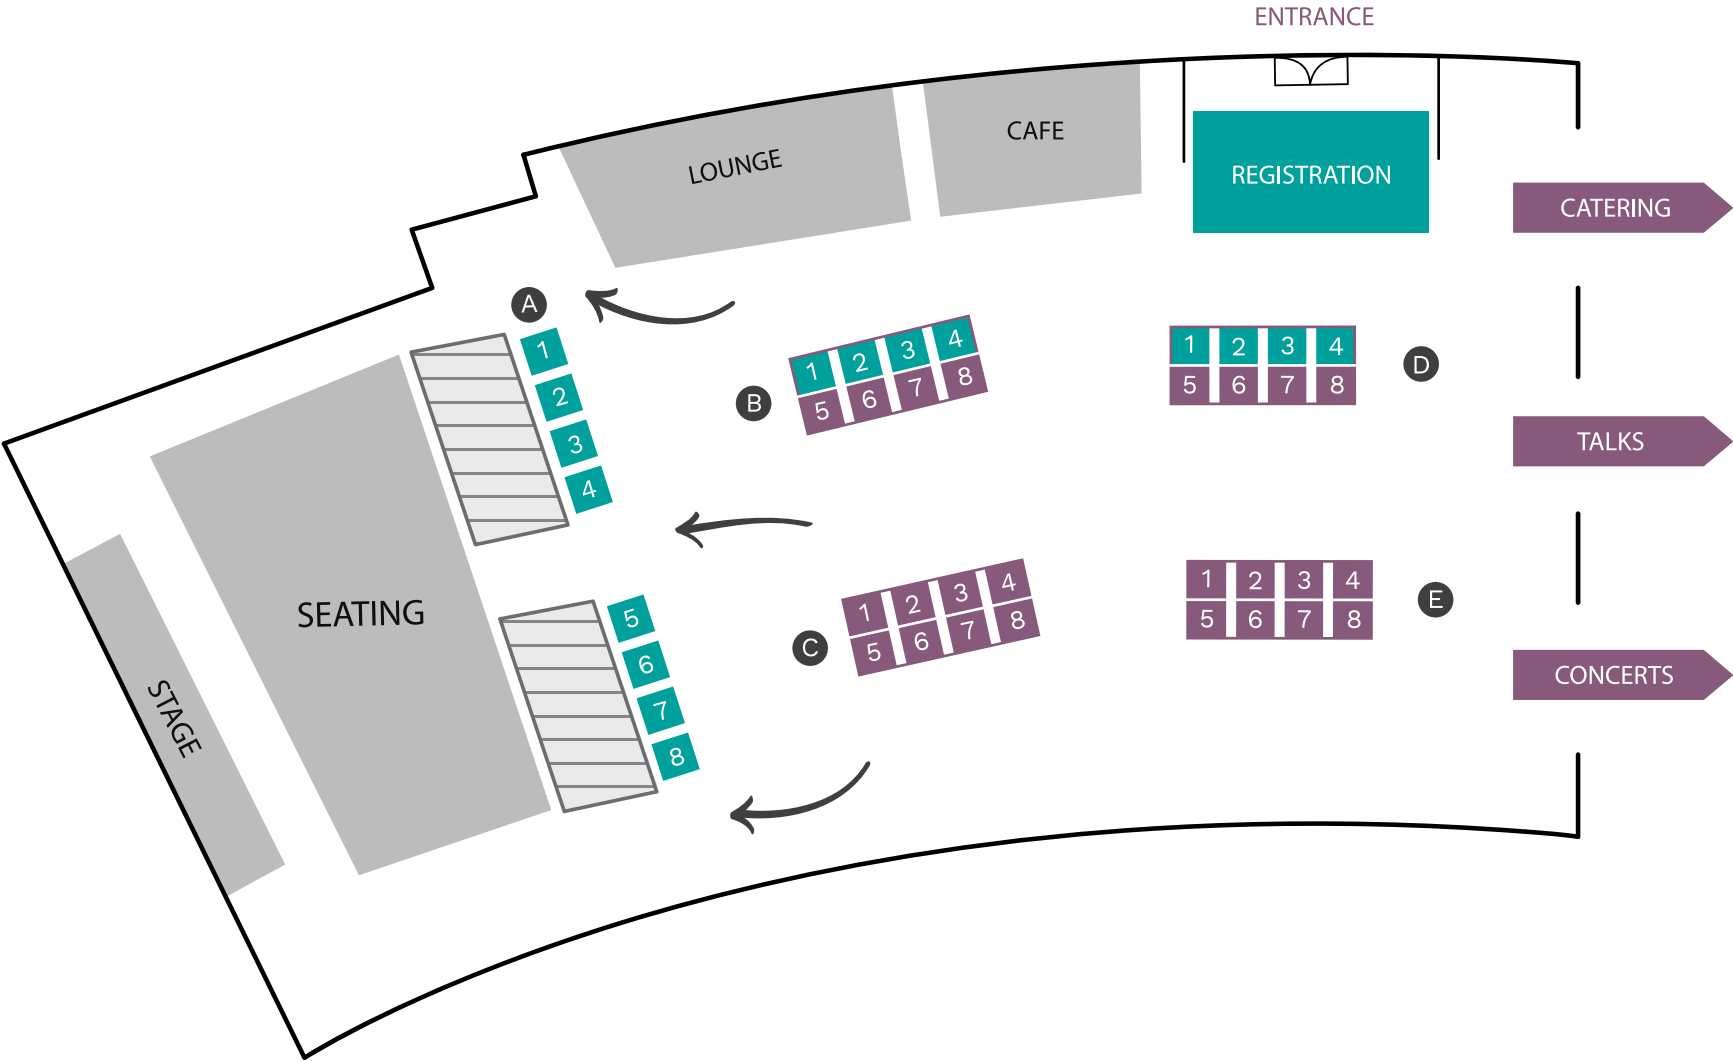 ENTRANCE
LOUNGE
CAFE
REGISTRATION
CATERING
A
1
2
3
4
5
6
7
8
B
1 2 3 4
5 6 7 8
1 2 3 4
5 6 7 8
D
TALKS
C
1 2 3 4
5 6 7 8
1 2 3 4
5 6 7 8
E
CONCERTS
SEATING
STAGE